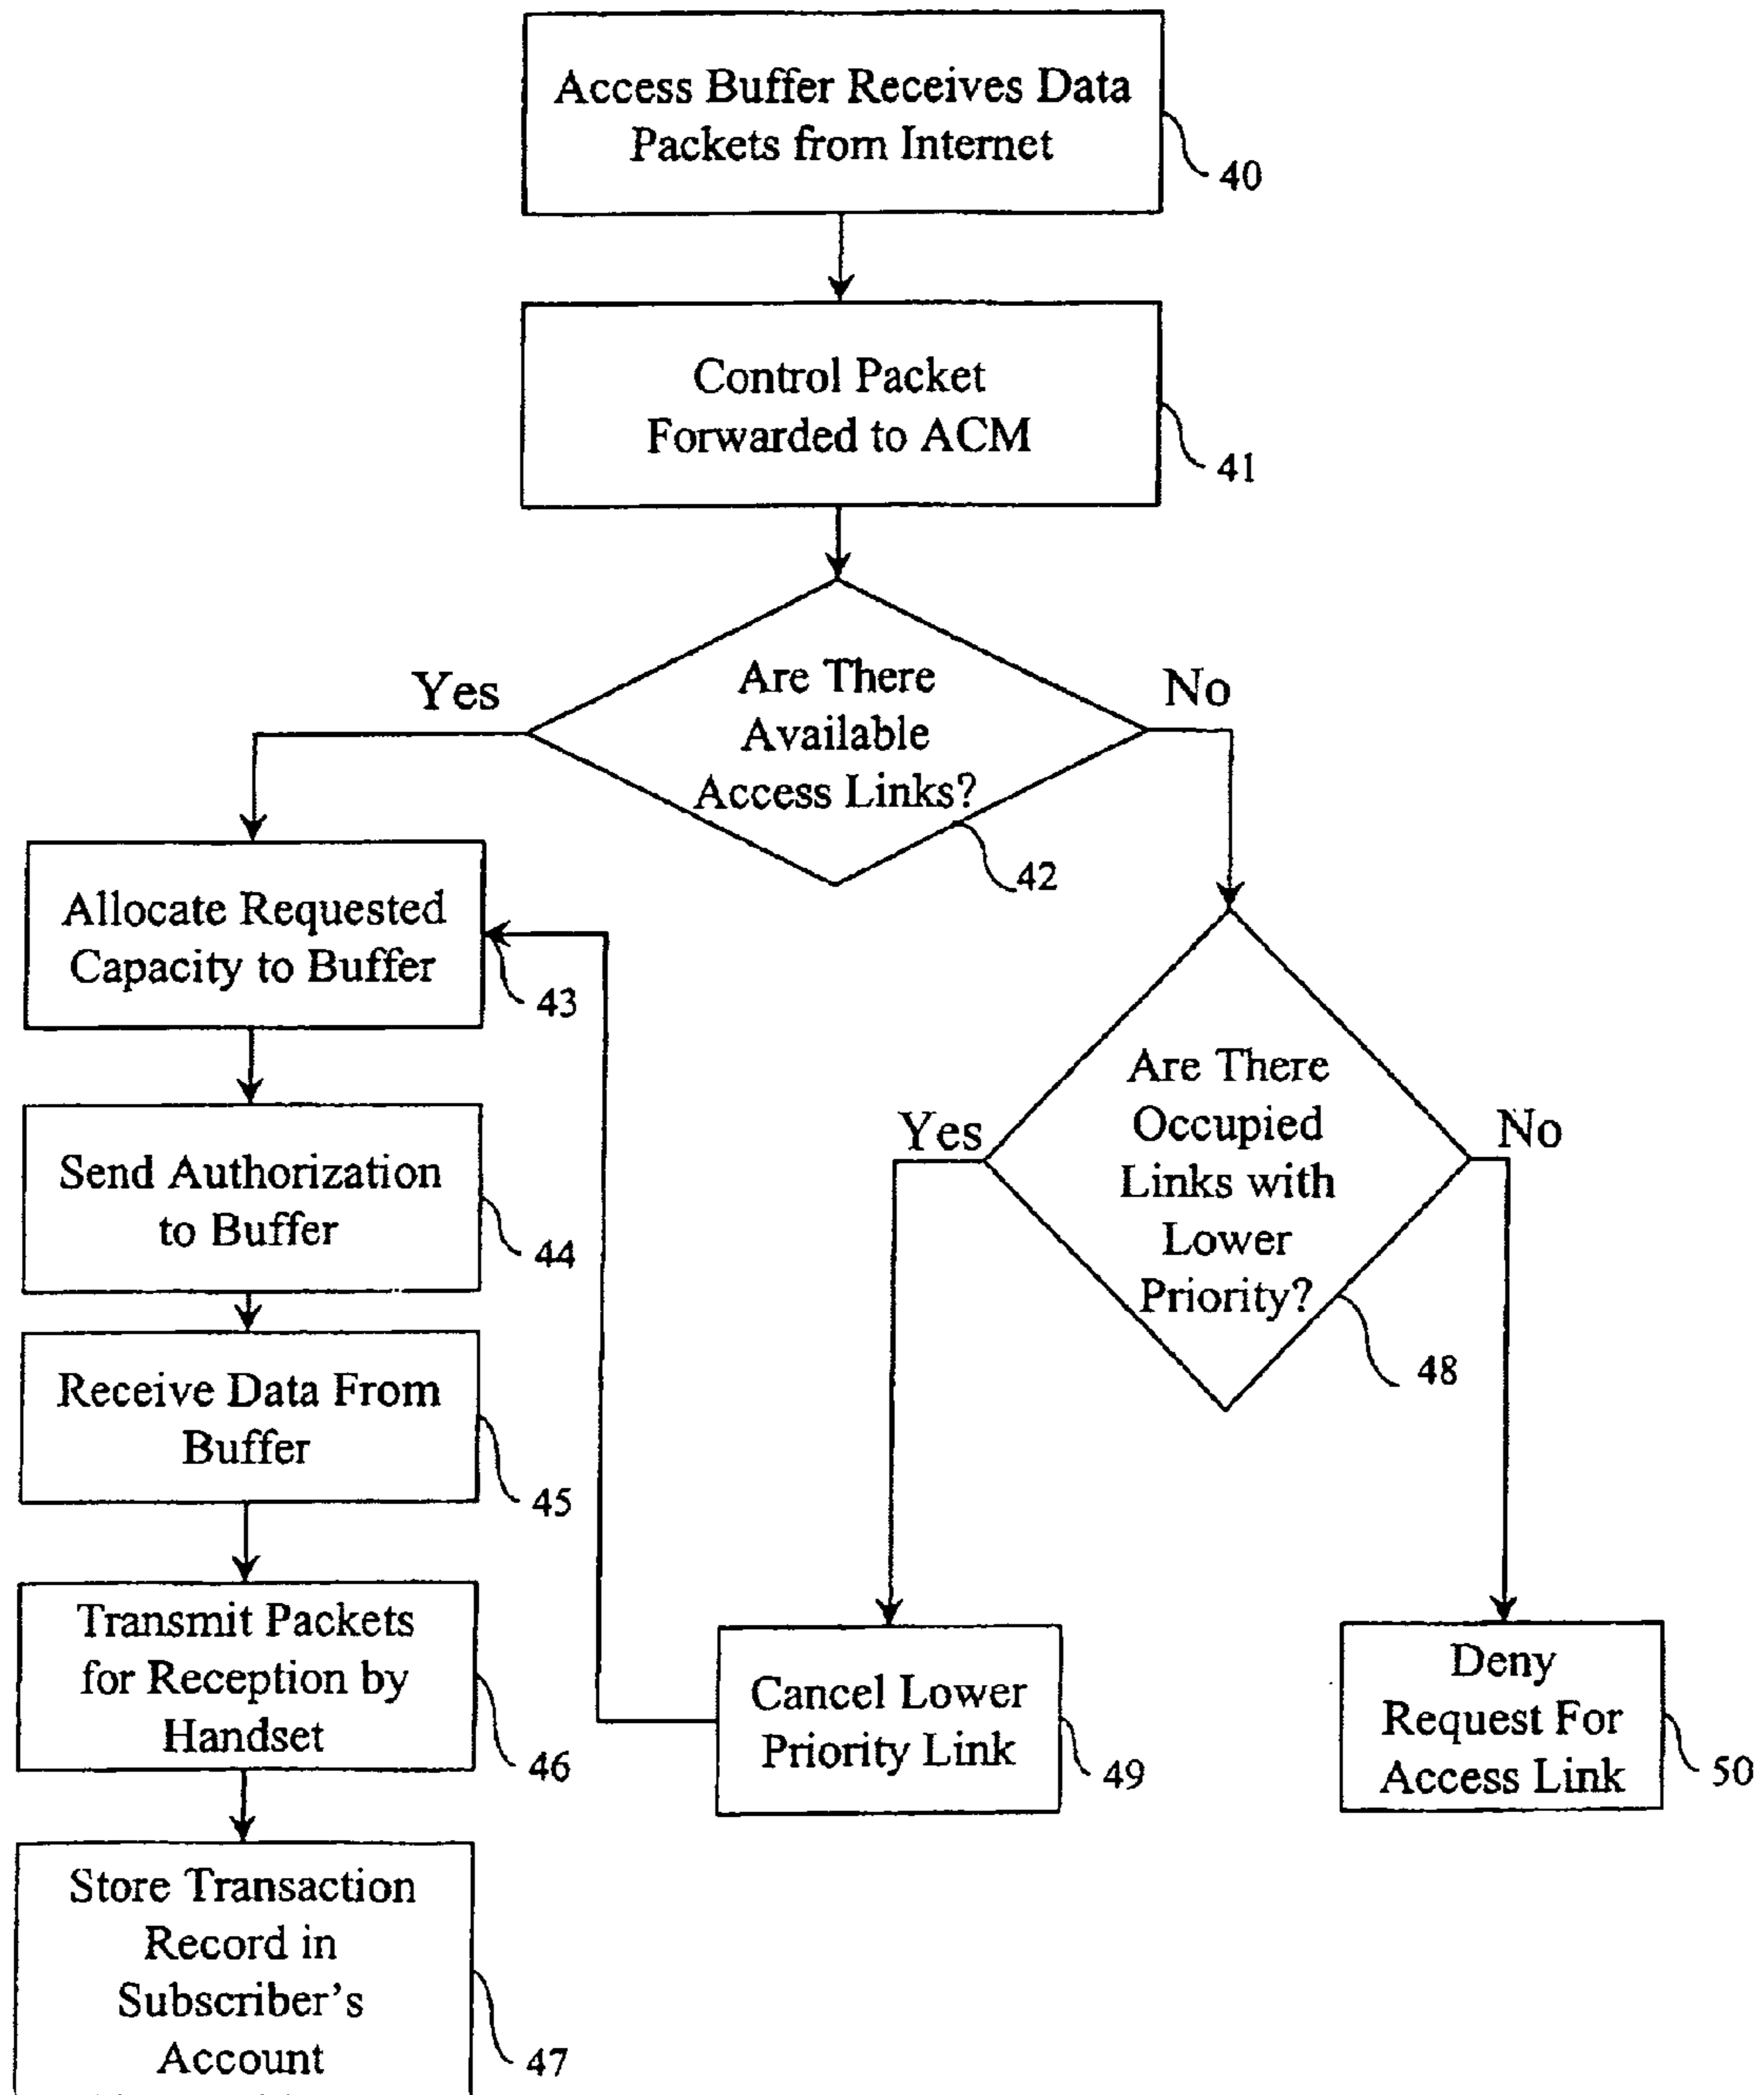 Access Buffer Receives Data
Packets from Internet
40
Control Packet
Forwarded to ACM
41
Are There
Available
Access Links?
42
Yes
No
Allocate Requested
Capacity to Buffer
43
Send Authorization
to Buffer
44
Receive Data From
Buffer
45
Transmit Packets
for Reception by
Handset
46
Store Transaction
Record in
Subscriber's
Account
47
Are There
Occupied
Links with
Lower
Priority?
48
Yes
No
Cancel Lower
Priority Link
49
Deny
Request For
Access Link
50